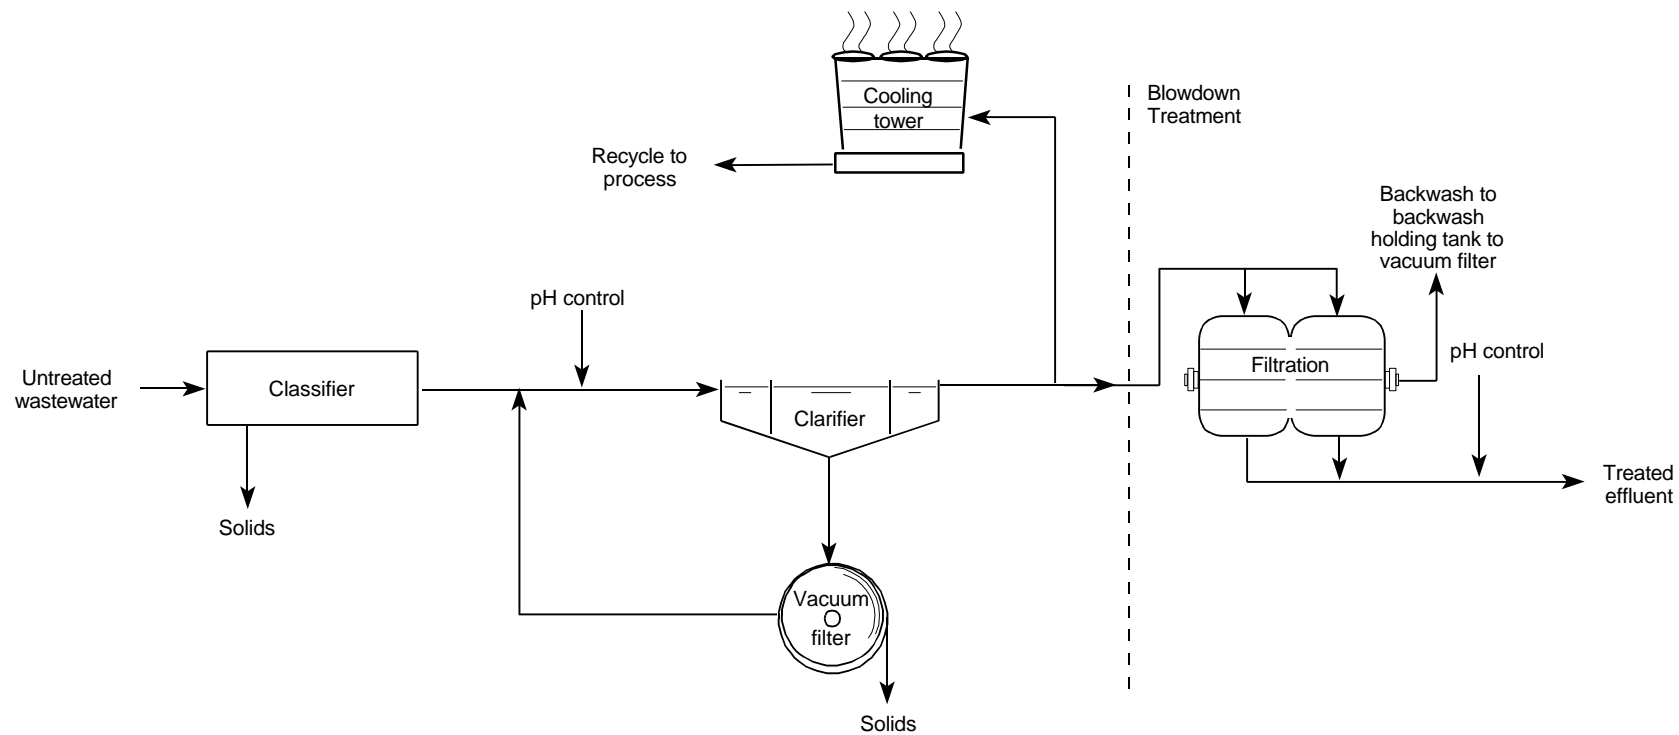 Cooling
tower
Blowdown
Treatment
Recycle to
process
Backwash to
backwash
holding tank to
vacuum filter
pH control
Untreated
wastewater
Classifier
Clarifier
Filtration
pH control
Solids
Treated
effluent
Vacuum
filter
Solids